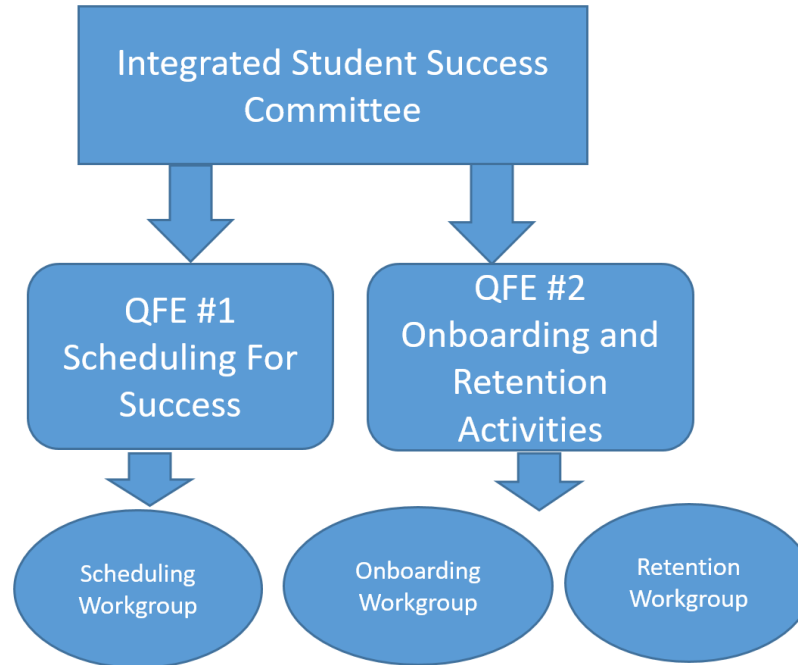 Integrated Student Success
Committee
QFE #1
Scheduling For
Success
QFE #2
Onboarding and
Retention
Activities
Scheduling
Workgroup
Onboarding
Workgroup
Retention
Workgroup